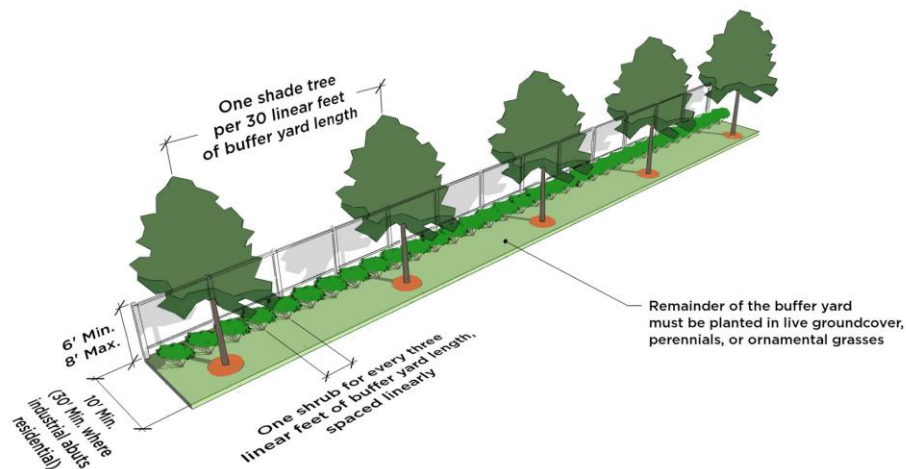 One shade tree
per 30 linear feet
of buffer yard length
6' Min.
8' Max.
10' Min.
(30' Min. where
industrial abuts
residential)
One shrub for every three
linear feet of buffer yard length,
spaced linearly
Remainder of the buffer yard
must be planted in live groundcover,
perennials, or ornamental grasses